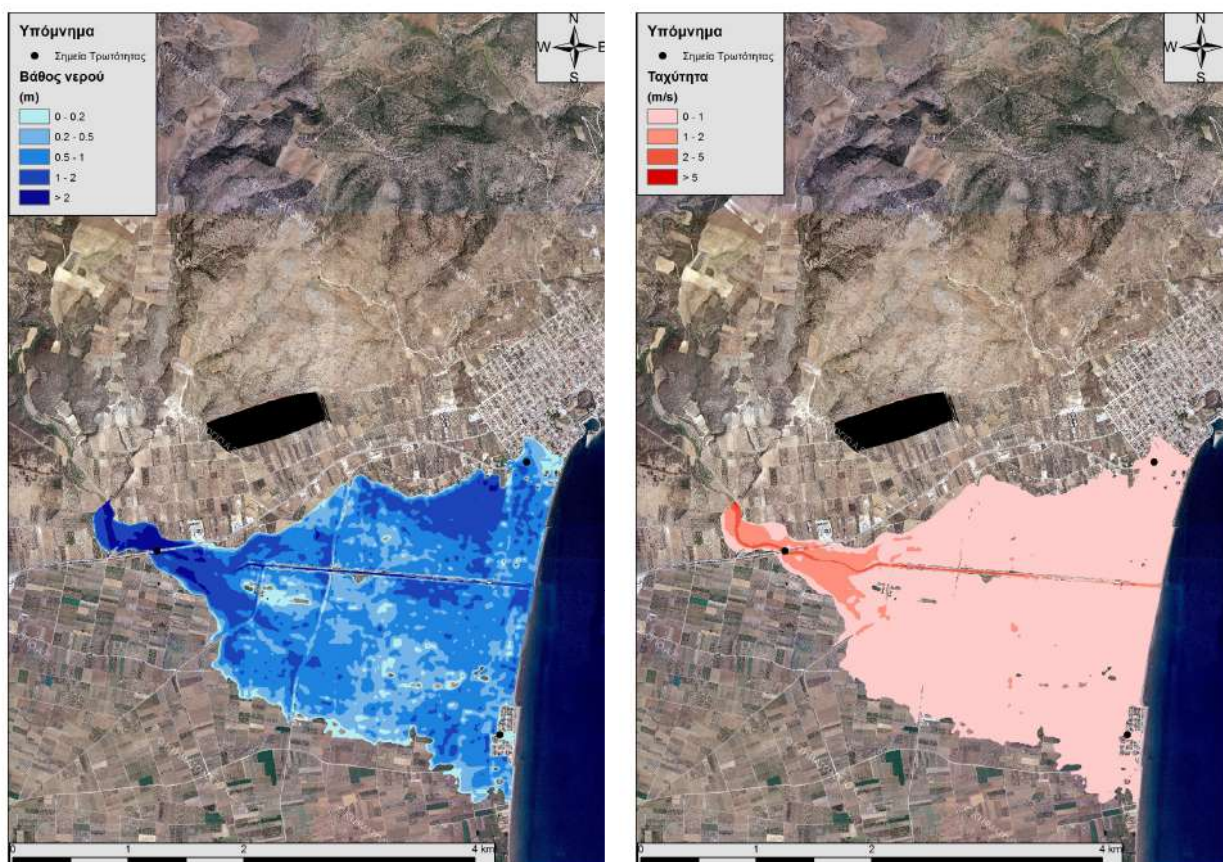 Υπόμνημα
Σημεία Τρωτότητας
Βάθος νερού
(m)
0 - 0.2
0.2 - 0.5
0.5 - 1
1 - 2
> 2
N
W
E
S
0
1
2
4 km
Υπόμνημα
Σημεία Τρωτότητας
Ταχύτητα
(m/s)
0 - 1
1 - 2
2 - 5
> 5
N
W
E
S
0
1
2
4 km